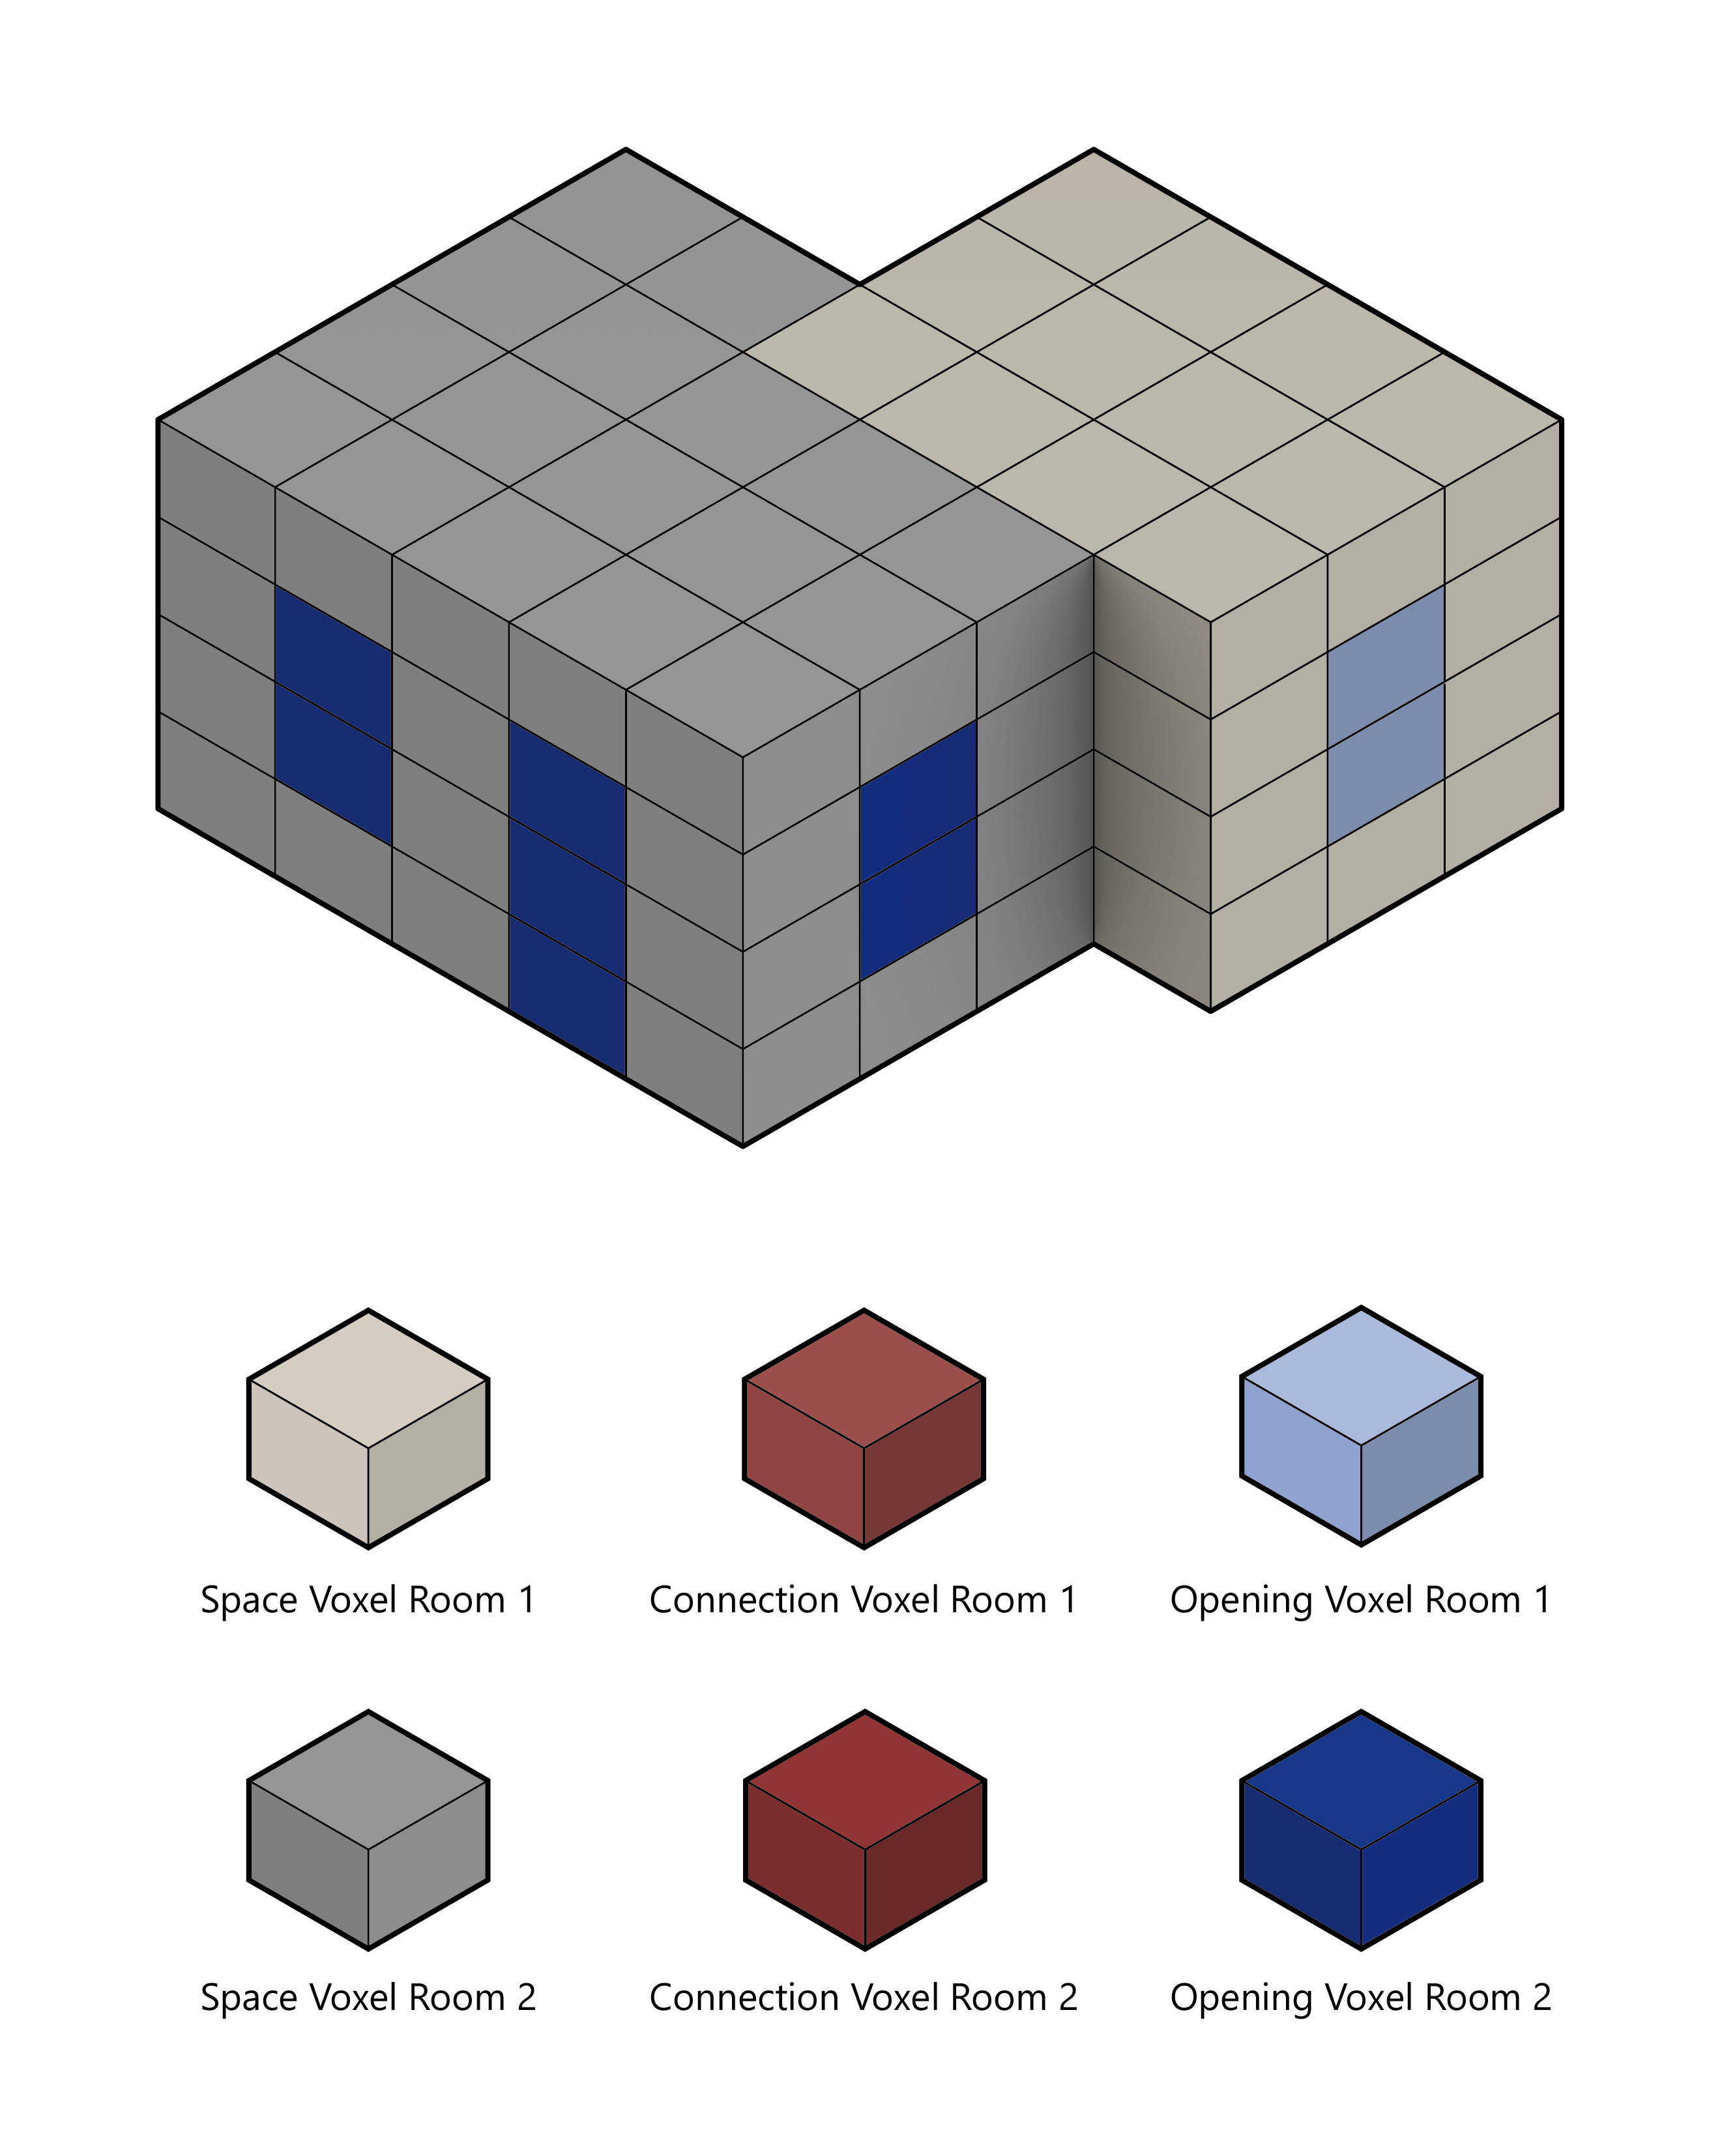 Space Voxel Room 1
Connection Voxel Room 1
Opening Voxel Room 1
Space Voxel Room 2
Connection Voxel Room 2
Opening Voxel Room 2